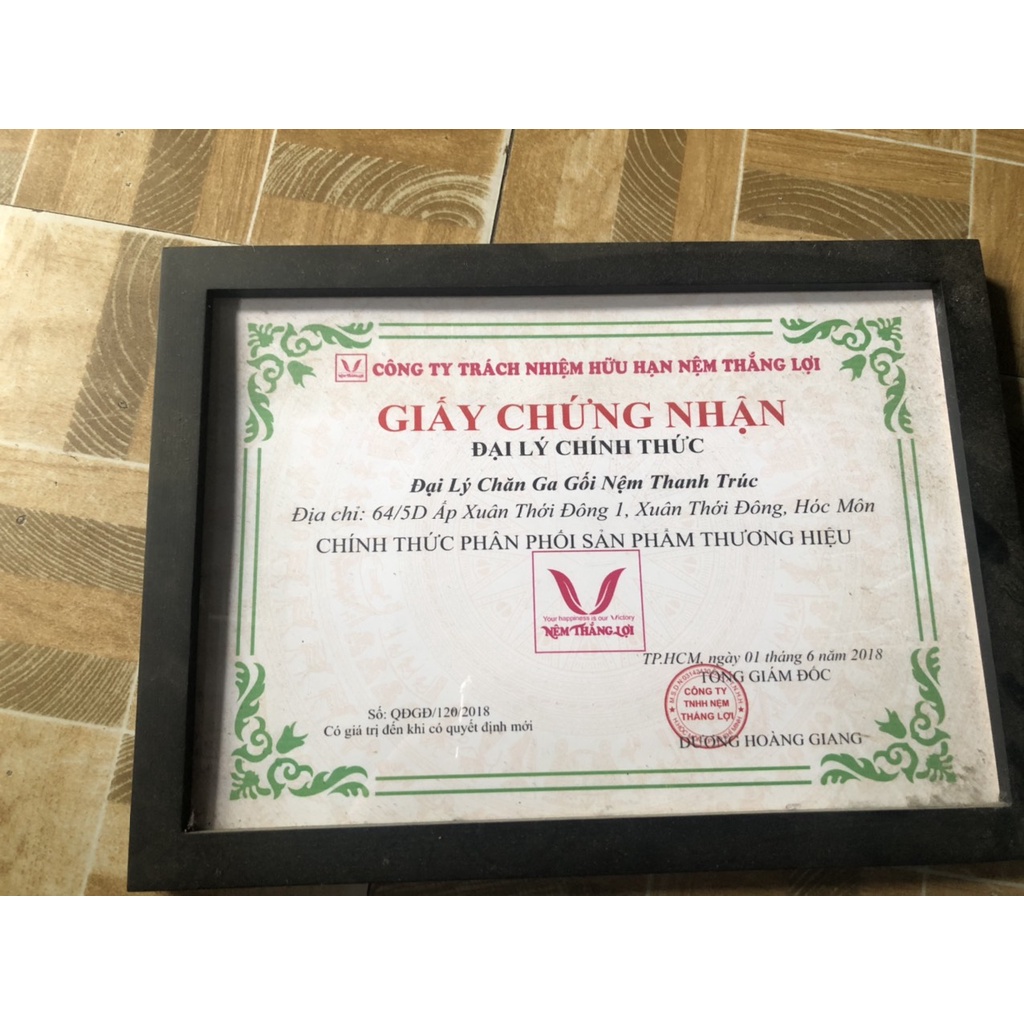 CÔNG TY TRÁCH NHIỆM HỮU HẠN NỆM THẮNG LỢI
GIẤY CHỨNG NHẬN
ĐẠI LÝ CHÍNH THỨC
Đại Lý Chăn Ga Gối Nệm Thanh Trúc
Địa chỉ: 64/5D Ấp Xuân Thới Đông 1, Xuân Thới Đông, Hóc Môn
CHÍNH THỨC PHÂN PHỐI SẢN PHẨM THƯƠNG HIỆU
Your happiness is our Victory
NỆM THẮNG LỢI
TP.HCM, ngày 01 tháng 6 năm 2018
TỔNG GIÁM ĐỐC
CÔNG TY
TNHH NỆM
THẮNG LỢI
DƯƠNG HOÀNG GIANG
Số: QĐGĐ/120/2018
Có giá trị đến khi có quyết định mới